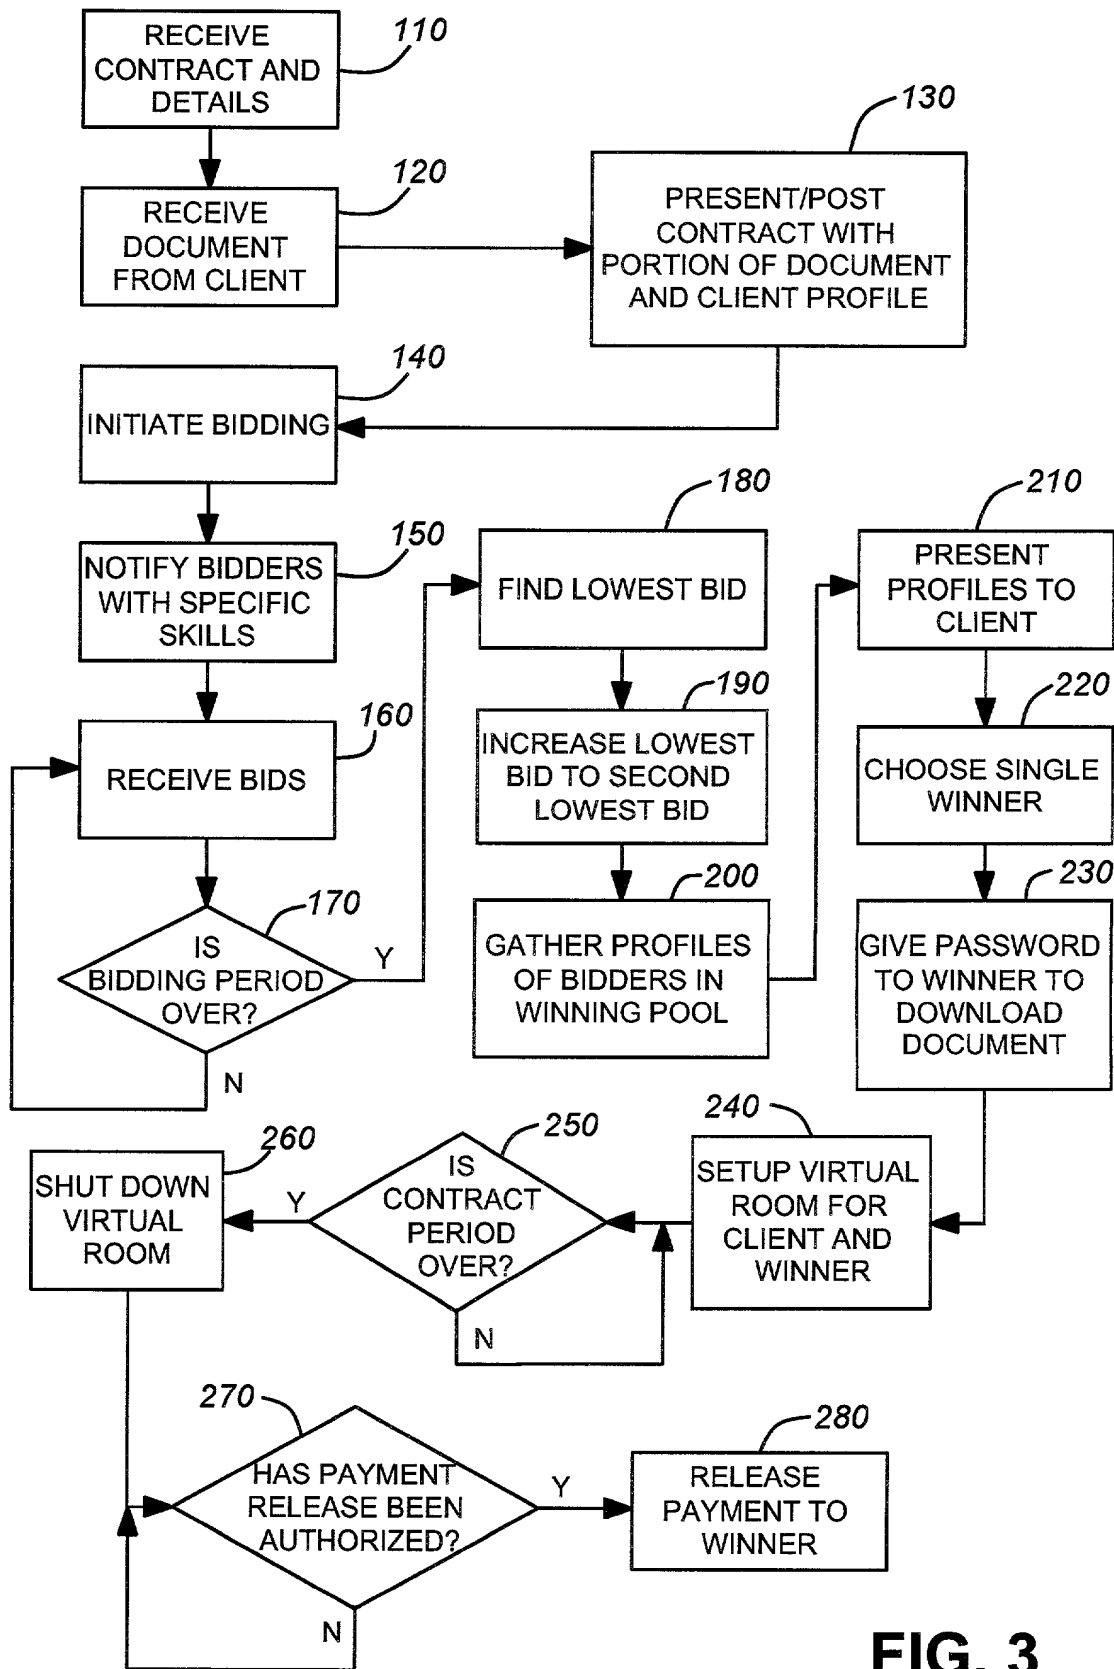 RECEIVE
CONTRACT AND
DETAILS
110
RECEIVE
DOCUMENT
FROM CLIENT
120
PRESENT/POST
CONTRACT WITH
PORTION OF DOCUMENT
AND CLIENT PROFILE
130
INITIATE BIDDING
140
NOTIFY BIDDERS
WITH SPECIFIC
SKILLS
150
RECEIVE BIDS
160
IS
BIDDING PERIOD
OVER?
170
Y
N
FIND LOWEST BID
180
INCREASE LOWEST
BID TO SECOND
LOWEST BID
190
GATHER PROFILES
OF BIDDERS IN
WINNING POOL
200
PRESENT
PROFILES TO
CLIENT
210
CHOOSE SINGLE
WINNER
220
GIVE PASSWORD
TO WINNER TO
DOWNLOAD
DOCUMENT
230
SETUP VIRTUAL
ROOM FOR
CLIENT AND
WINNER
240
IS
CONTRACT
PERIOD
OVER?
250
Y
N
SHUT DOWN
VIRTUAL
ROOM
260
HAS PAYMENT
RELEASE BEEN
AUTHORIZED?
270
Y
N
RELEASE
PAYMENT TO
WINNER
280
FIG. 3